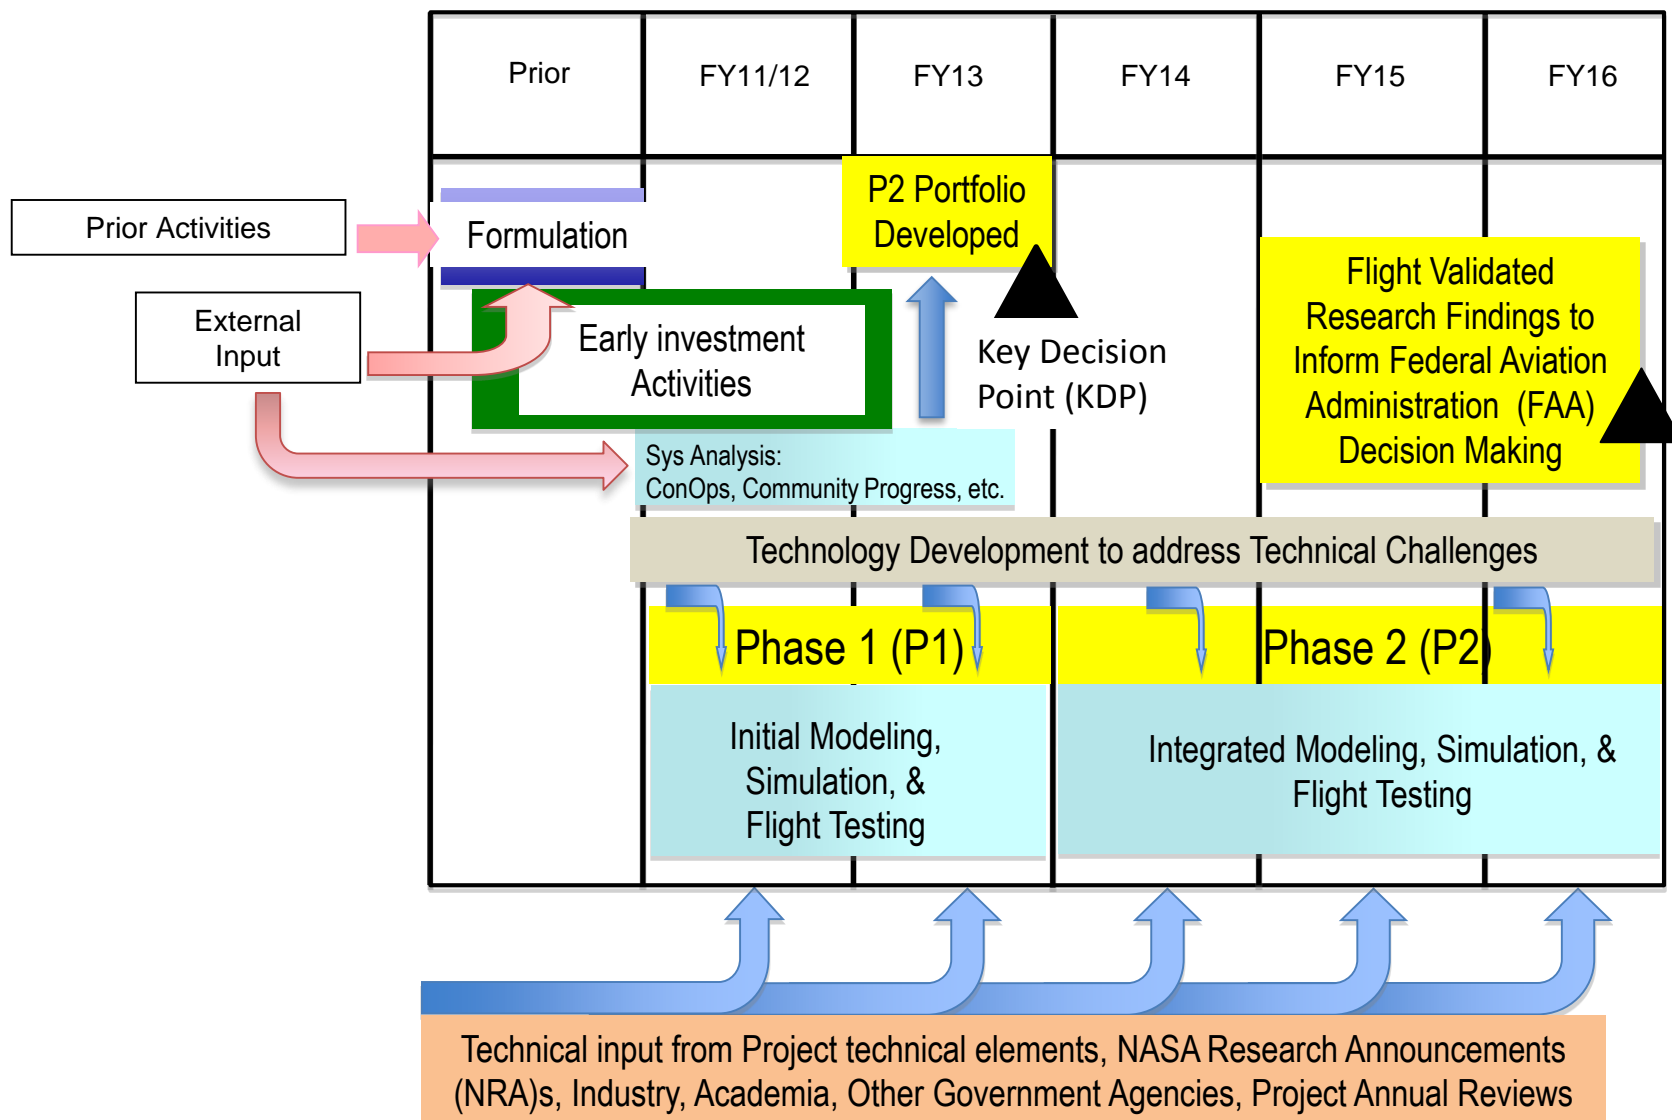 Prior
FY11/12
FY13
FY14
FY15
FY16
Prior Activities
Formulation
P2 Portfolio
Developed
External
Input
Early investment
Activities
Key Decision
Point (KDP)
Flight Validated
Research Findings to
Inform Federal Aviation
Administration (FAA)
Decision Making
Sys Analysis:
ConOps, Community Progress, etc.
Technology Development to address Technical Challenges
Phase 1 (P1)
Phase 2 (P2)
Initial Modeling,
Simulation, &
Flight Testing
Integrated Modeling, Simulation, &
Flight Testing
Technical input from Project technical elements, NASA Research Announcements
(NRA)s, Industry, Academia, Other Government Agencies, Project Annual Reviews